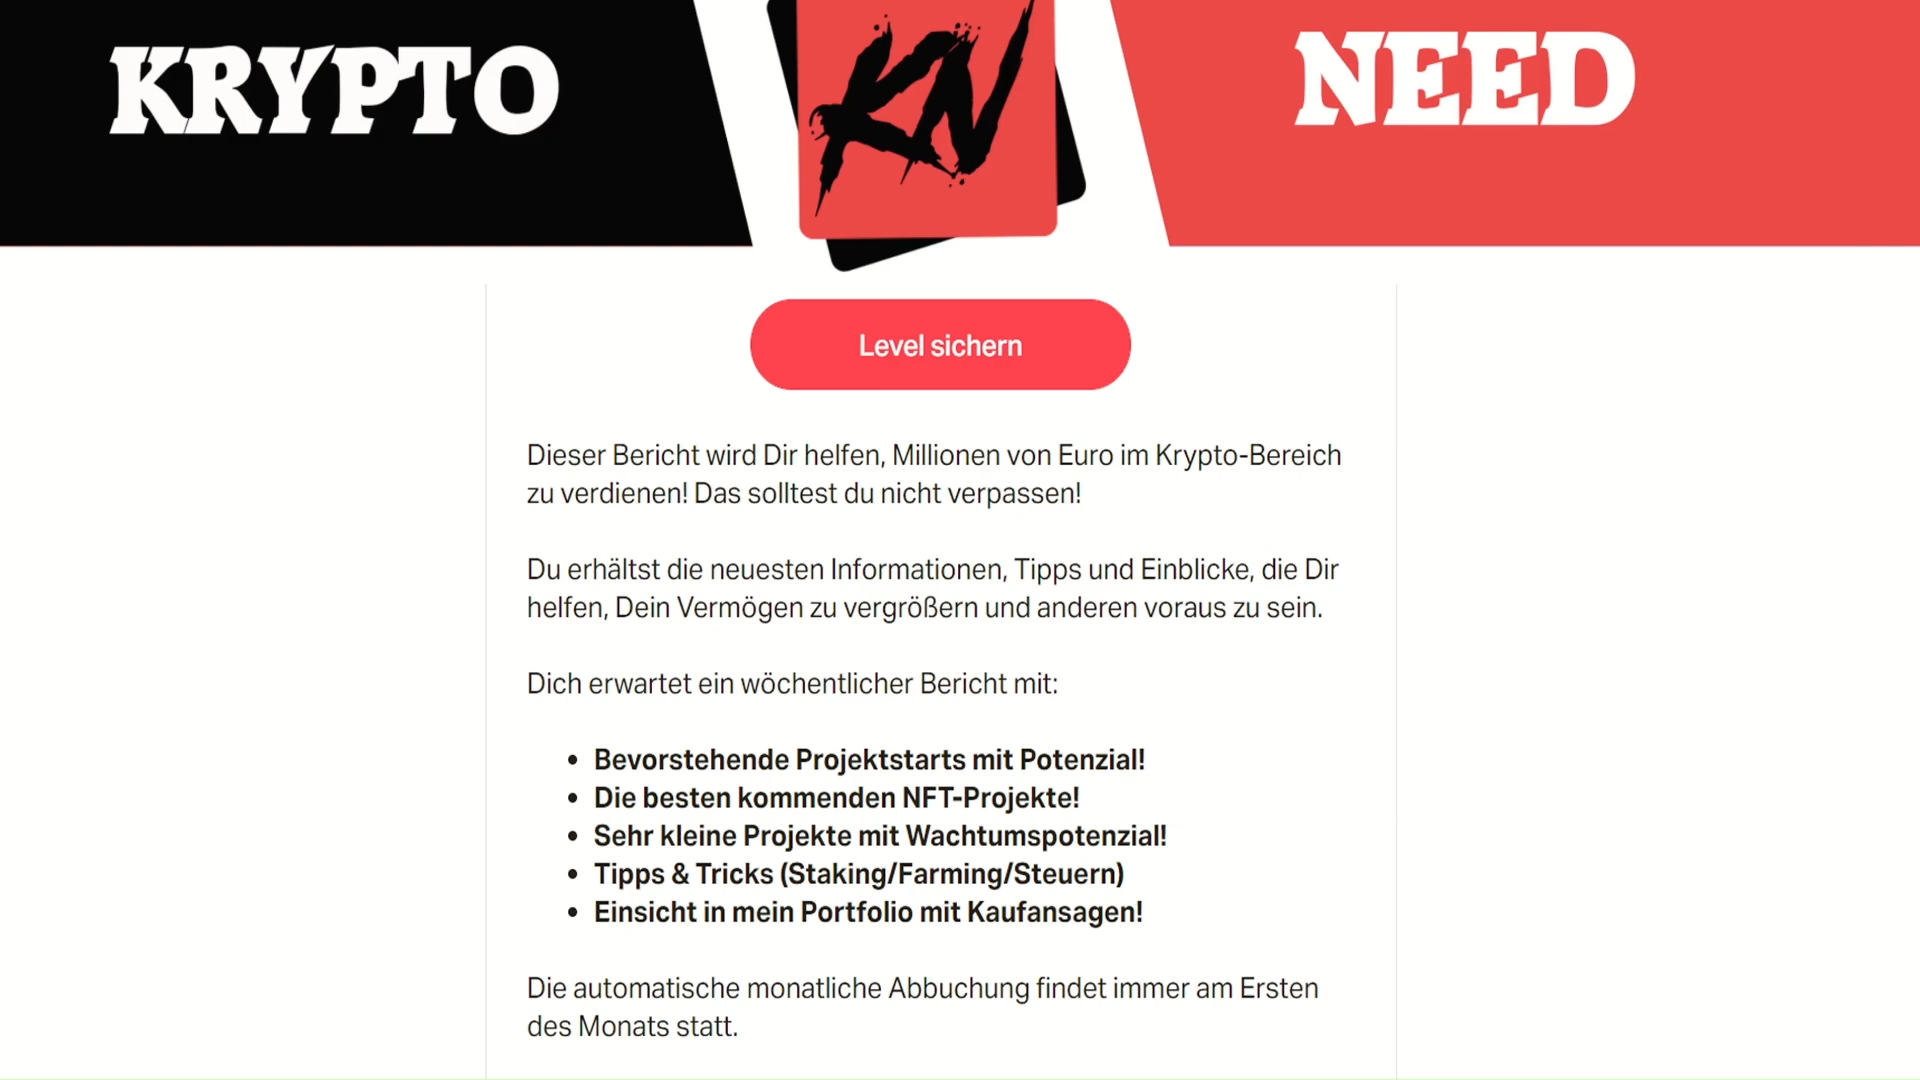 KRYPTO
KN
NEED
Level sichern
Dieser Bericht wird Dir helfen, Millionen von Euro im Krypto-Bereich
zu verdienen! Das solltest du nicht verpassen!
Du erhältst die neuesten Informationen, Tipps und Einblicke, die Dir
helfen, Dein Vermögen zu vergrößern und anderen voraus zu sein.
Dich erwartet ein wöchentlicher Bericht mit:
• Bevorstehende Projektstarts mit Potenzial!
• Die besten kommenden NFT-Projekte!
• Sehr kleine Projekte mit Wachtumspotenzial!
• Tipps & Tricks (Staking/Farming/Steuern)
• Einsicht in mein Portfolio mit Kaufansagen!
Die automatische monatliche Abbuchung findet immer am Ersten
des Monats statt.